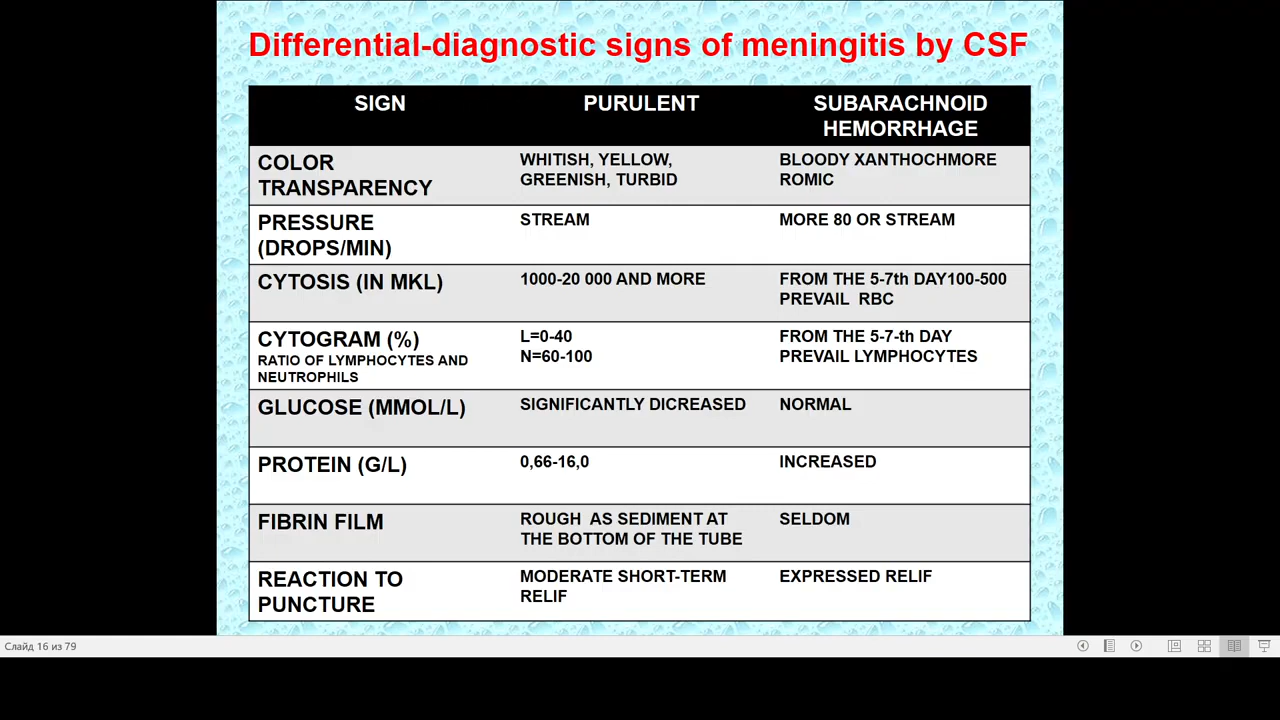 Differential-diagnostic signs of meningitis by CSF
SIGN
PURULENT
SUBARACHNOID
HEMORRHAGE
COLOR
TRANSPARENCY
WHITISH, YELLOW,
GREENISH, TURBID
BLOODY XANTHOCHMORE
ROMIC
PRESSURE
(DROPS/MIN)
STREAM
MORE 80 OR STREAM
CYTOSIS (IN MKL)
1000-20 000 AND MORE
FROM THE 5-7th DAY100-500
PREVAIL RBC
CYTOGRAM (%)
RATIO OF LYMPHOCYTES AND
NEUTROPHILS
L=0-40
N=60-100
FROM THE 5-7-th DAY
PREVAIL LYMPHOCYTES
GLUCOSE (MMOL/L)
SIGNIFICANTLY DICREASED
NORMAL
PROTEIN (G/L)
0,66-16,0
INCREASED
FIBRIN FILM
ROUGH AS SEDIMENT AT
THE BOTTOM OF THE TUBE
SELDOM
REACTION TO
PUNCTURE
MODERATE SHORT-TERM
RELIF
EXPRESSED RELIF
Слайд 16 из 79